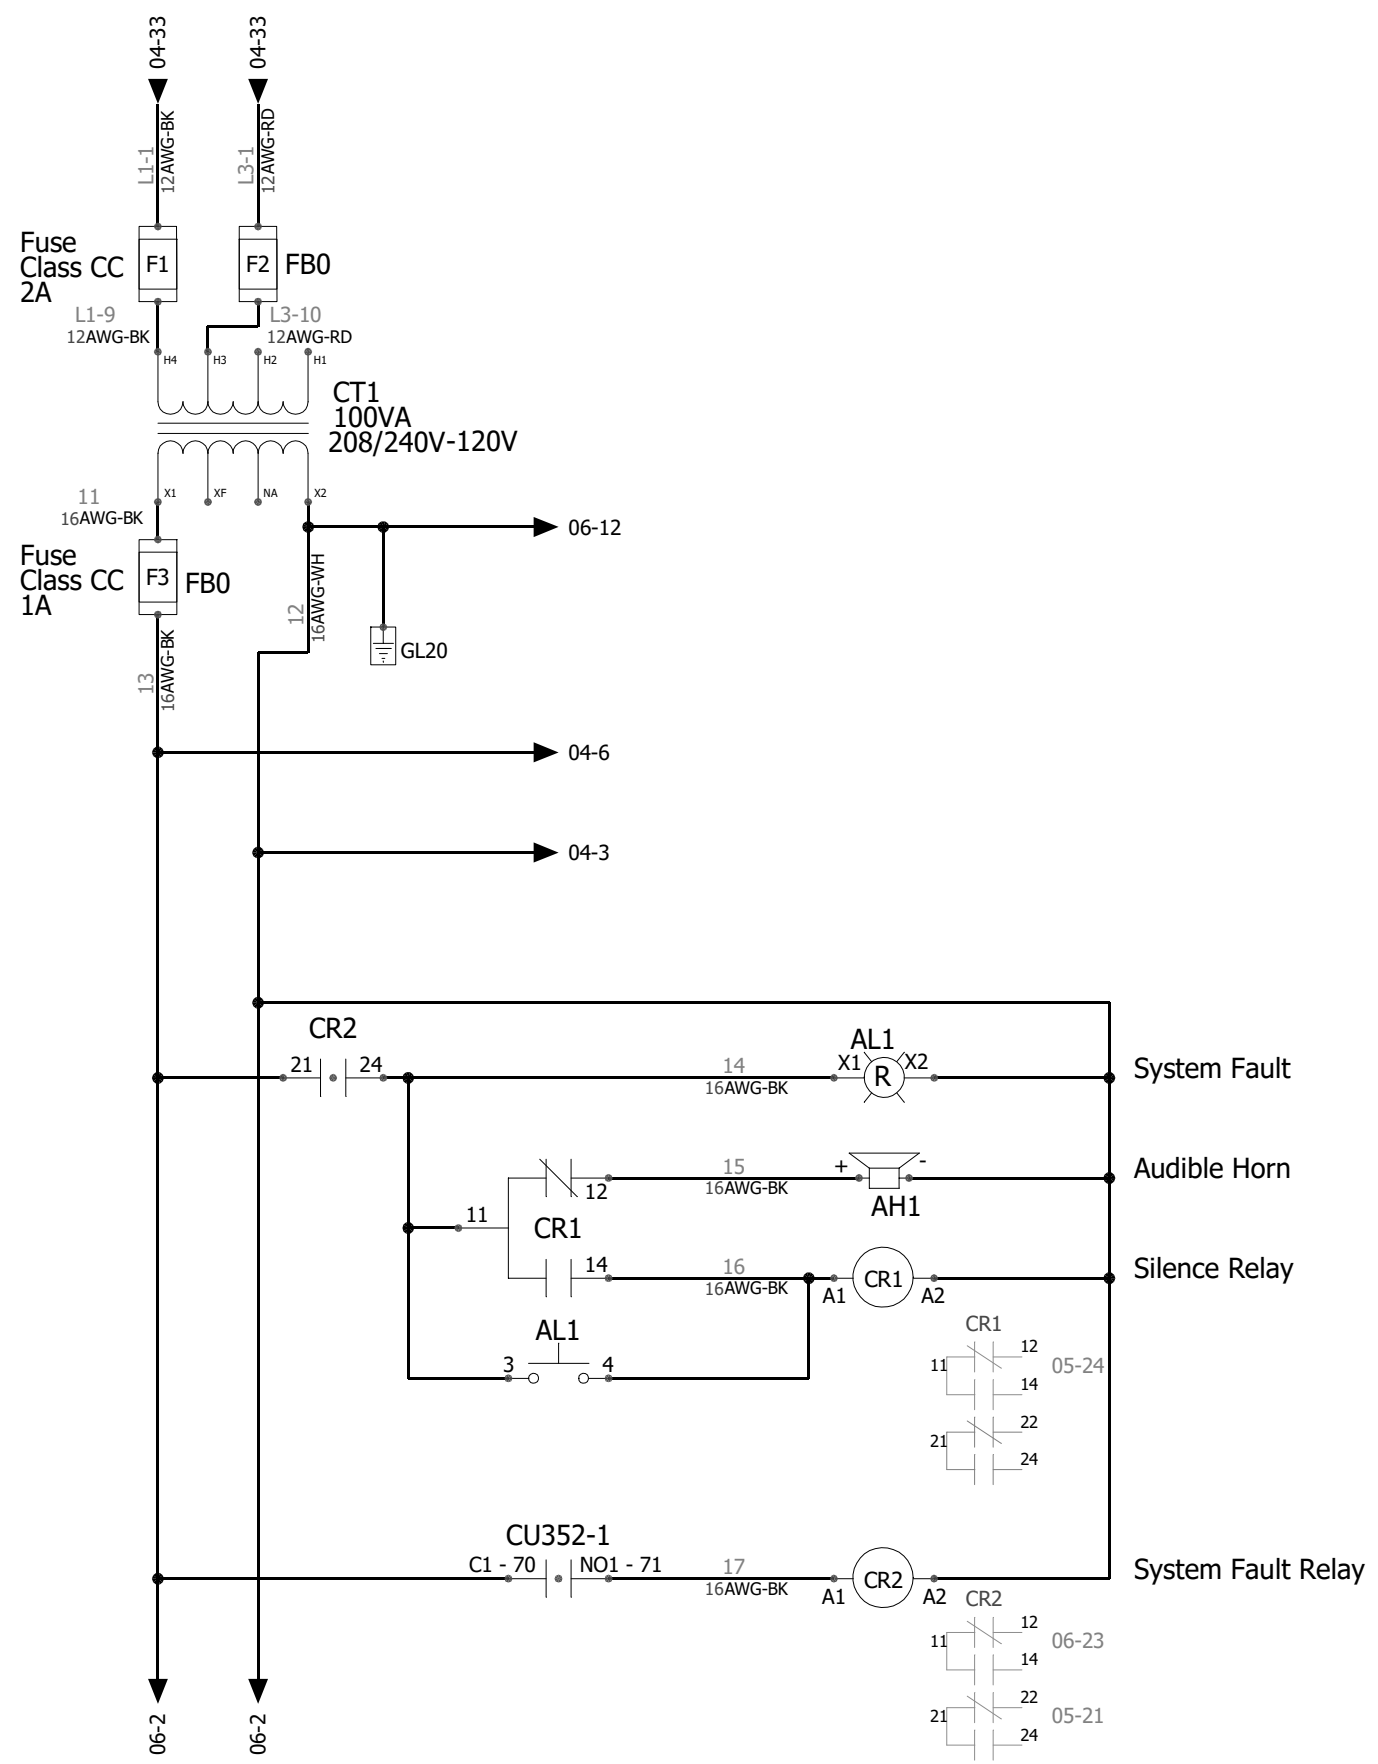 04-33
04-33
L1-1
12AWG-BK
L3-1
12AWG-RD
Fuse
Class CC
2A
F1
F2
FB0
L1-9
12AWG-BK
L3-10
12AWG-RD
H4
H3
H2
H1
CT1
100VA
208/240V-120V
X1
XF
NA
X2
11
16AWG-BK
06-12
Fuse
Class CC
1A
F3
FB0
12
16AWG-WH
GL20
13
16AWG-BK
04-6
04-3
CR2
21
24
14
16AWG-BK
AL1
X1
R
X2
System Fault
12
15
16AWG-BK
+
-
AH1
Audible Horn
11
CR1
14
16
16AWG-BK
A1
CR1
A2
Silence Relay
AL1
3
4
CR1
11
12
14
05-24
21
22
24
CU352-1
C1 - 70
NO1 - 71
17
16AWG-BK
A1
CR2
A2
System Fault Relay
CR2
11
12
14
06-23
21
22
24
05-21
06-2
06-2